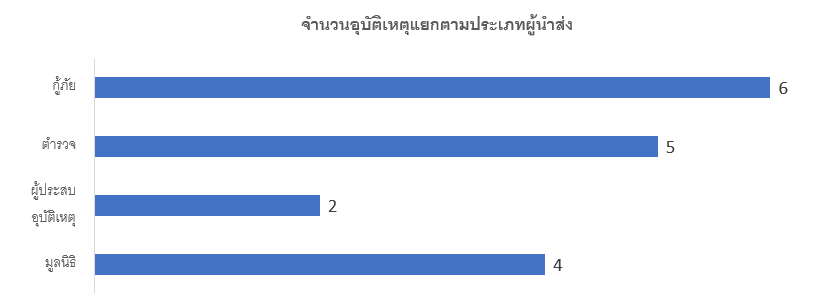 จำนวนอุบัติเหตุแยกตามประเภทผู้นำส่ง
กู้ภัย
6
ตำรวจ
5
ผู้ประสบ
อุบัติเหตุ
2
มูลนิธิ
4